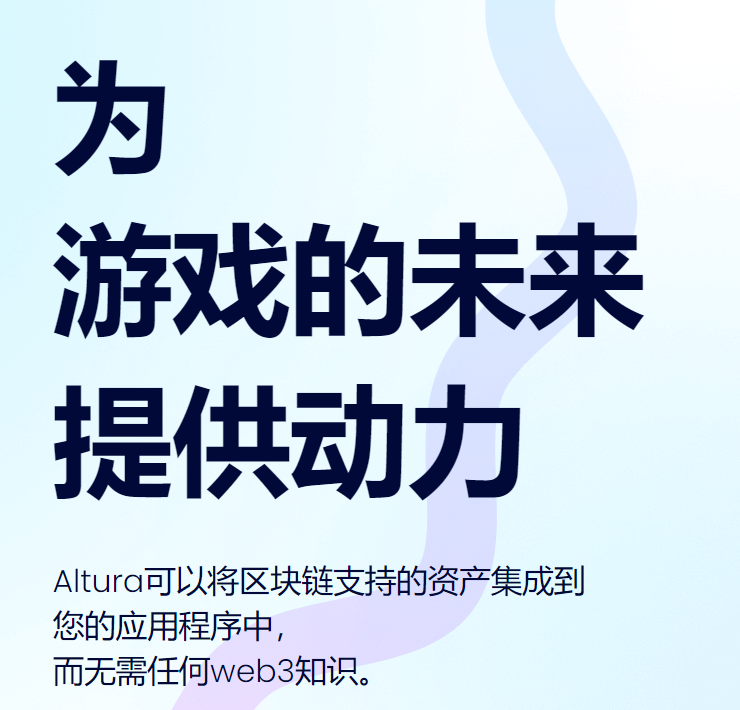 为
游戏的未来
提供动力
Altura可以将区块链支持的资产集成到
您的应用程序中，
而无需任何web3知识。